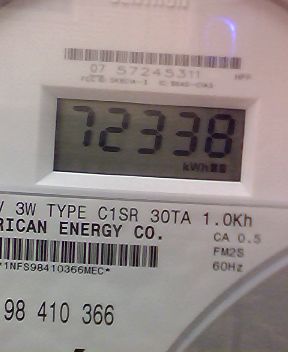 07 57245311
72338
kWh
V 3W TYPE C1SR 30TA 1.0Kh
RICAN ENERGY CO.
CA 0.5
FM2S
60Hz
*1NFS98410366MEC*
98 410 366